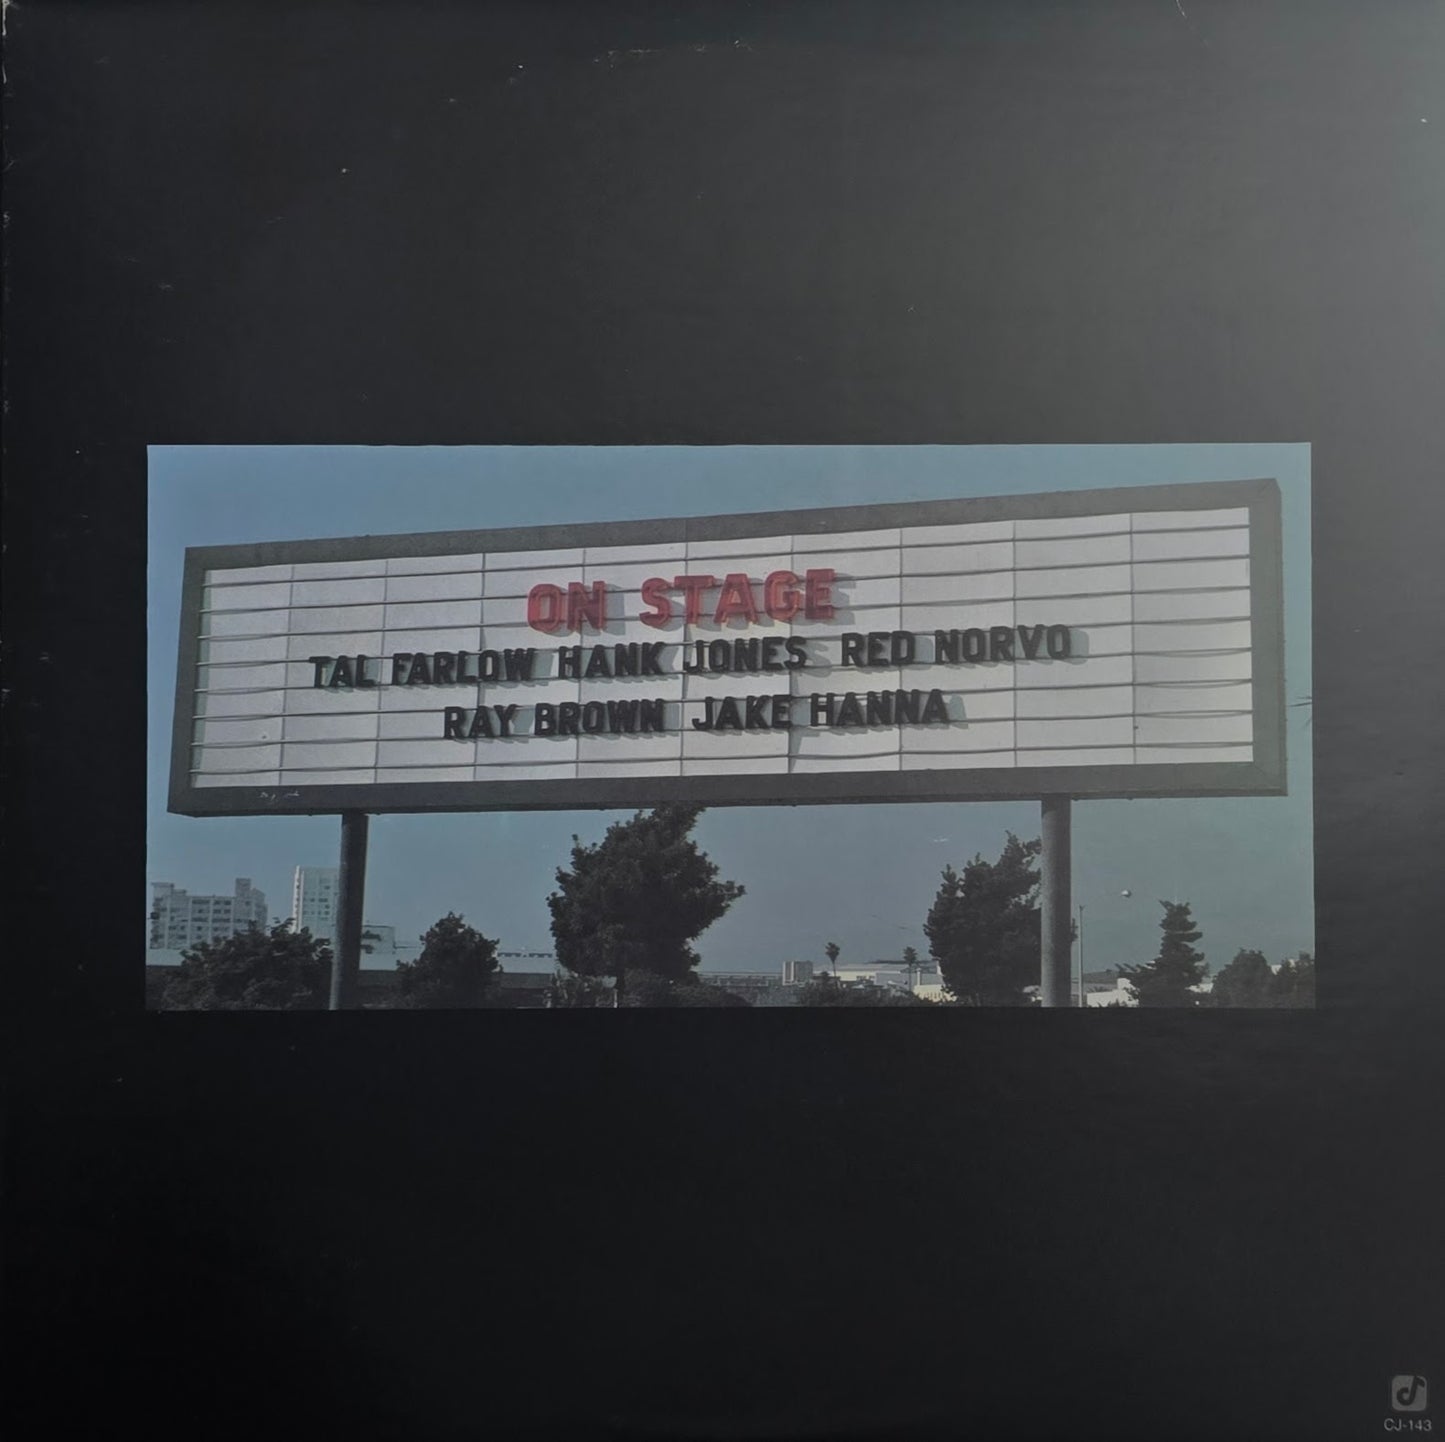 ON STAGE
TAL FARLOW HANK JONES RED NORVO
RAY BROWN JAKE HANNA
CJ-143